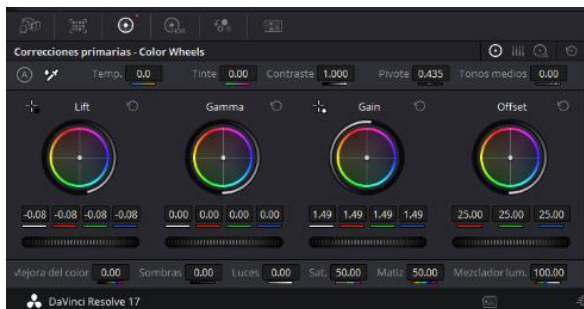 Correcciones primarias - Color Wheels
A Temp. 0.0 Tinte 0.00 Contraste 1.000 Pivote 0.435 Tonos medios 0.00
Lift Gamma Gain Offset
-0.08 -0.08 -0.08 -0.08 0.00 0.00 0.00 0.00 1.49 1.49 1.49 1.49 25.00 25.00 25.00
Mejora del color 0.00 Sombras 0.00 Luces 0.00 Sat. 50.00 Matiz 50.00 Mezclador lum. 100.00
DaVinci Resolve 17